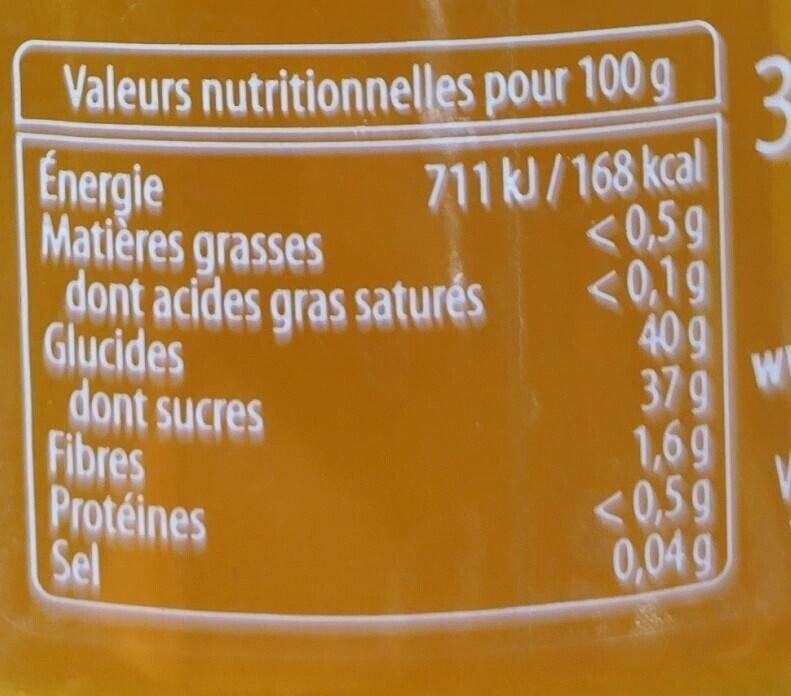 Valeurs nutritionnelles pour 100 g
Énergie 711 kJ / 168 kcal
Matières grasses < 0,5 g
dont acides gras saturés < 0,1 g
Glucides 40 g
dont sucres 37 g
Fibres 1,6 g
Protéines < 0,5 g
Sel 0,04 g
3